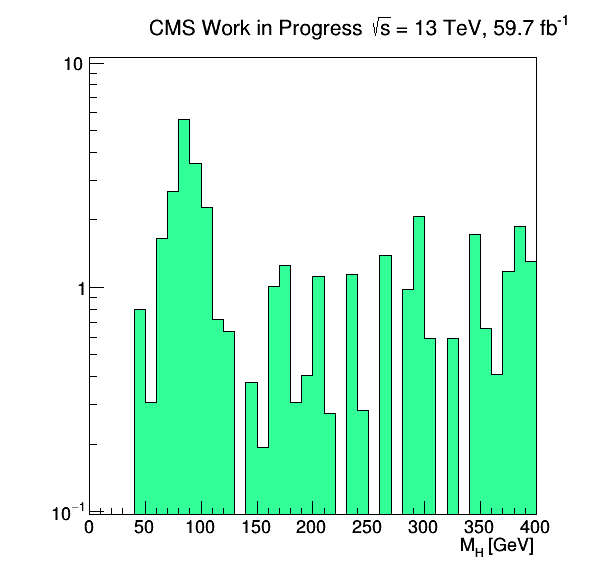 CMS Work in Progress √s = 13 TeV, 59.7 fb⁻¹
10
1
10⁻¹
0 50 100 150 200 250 300 350 400
M_H [GeV]